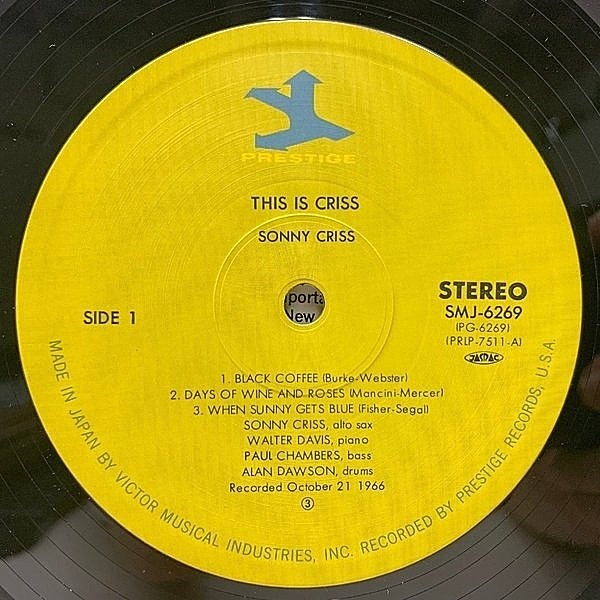 PRESTIGE
THIS IS CRISS
SONNY CRISS
porta
New
SIDE 1
STEREO
SMJ-6269
(PG-6269)
(PRLP-7511-A)
JASRAC
1. BLACK COFFEE (Burke-Webster)
2. DAYS OF WINE AND ROSES (Mancini-Mercer)
3. WHEN SUNNY GETS BLUE (Fisher-Segal)
SONNY CRISS, alto sax
WALTER DAVIS, piano
PAUL CHAMBERS, bass
ALAN DAWSON, drums
Recorded October 21 1966
③
MADE IN JAPAN BY VICTOR MUSICAL INDUSTRIES, INC. RECORDED BY PRESTIGE RECORDS, U.S.A.